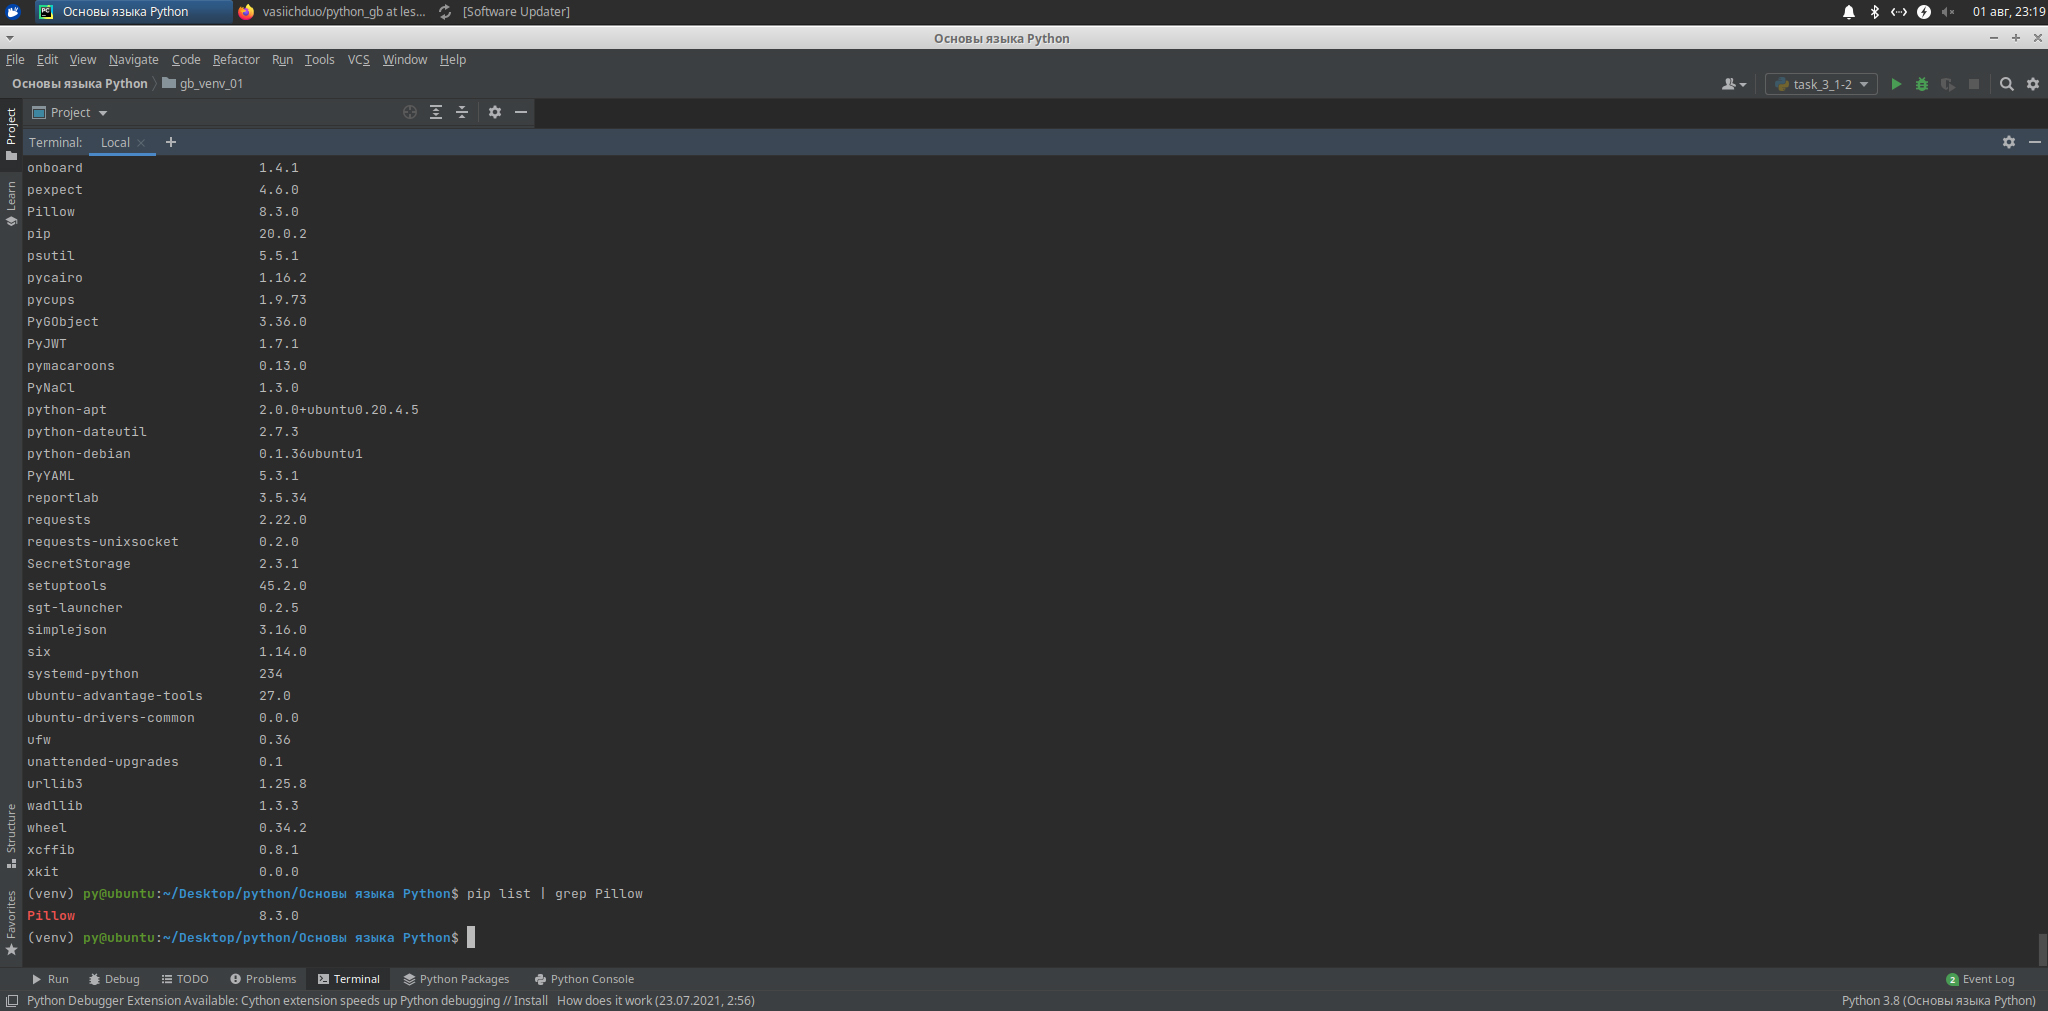 Основы языка Python vasiichduo/python_gb at les... [Software Updater] 01 авг, 23:19
Основы языка Python
File Edit View Navigate Code Refactor Run Tools VCS Window Help
Основы языка Python gb_venv_01 task_3_1-2
Project Project
Terminal: Local
onboard 1.4.1
pexpect 4.6.0
Learn
Pillow 8.3.0
pip 20.0.2
psutil 5.5.1
pycairo 1.16.2
pycups 1.9.73
PyGObject 3.36.0
PyJWT 1.7.1
pymacaroons 0.13.0
PyNaCl 1.3.0
python-apt 2.0.0+ubuntu0.20.4.5
python-dateutil 2.7.3
python-debian 0.1.36ubuntu1
PyYAML 5.3.1
reportlab 3.5.34
requests 2.22.0
requests-unixsocket 0.2.0
SecretStorage 2.3.1
setuptools 45.2.0
sgt-launcher 0.2.5
simplejson 3.16.0
six 1.14.0
systemd-python 234
ubuntu-advantage-tools 27.0
ubuntu-drivers-common 0.0.0
ufw 0.36
unattended-upgrades 0.1
urllib3 1.25.8
wadllib 1.3.3
Structure
wheel 0.34.2
xcffib 0.8.1
xkit 0.0.0
(venv) py@ubuntu:~/Desktop/python/Основы языка Python$ pip list | grep Pillow
Favorites
Pillow 8.3.0
(venv) py@ubuntu:~/Desktop/python/Основы языка Python$
Run Debug TODO Problems Terminal Python Packages Python Console 2 Event Log
Python Debugger Extension Available: Cython extension speeds up Python debugging // Install How does it work (23.07.2021, 2:56) Python 3.8 (Основы языка Python)